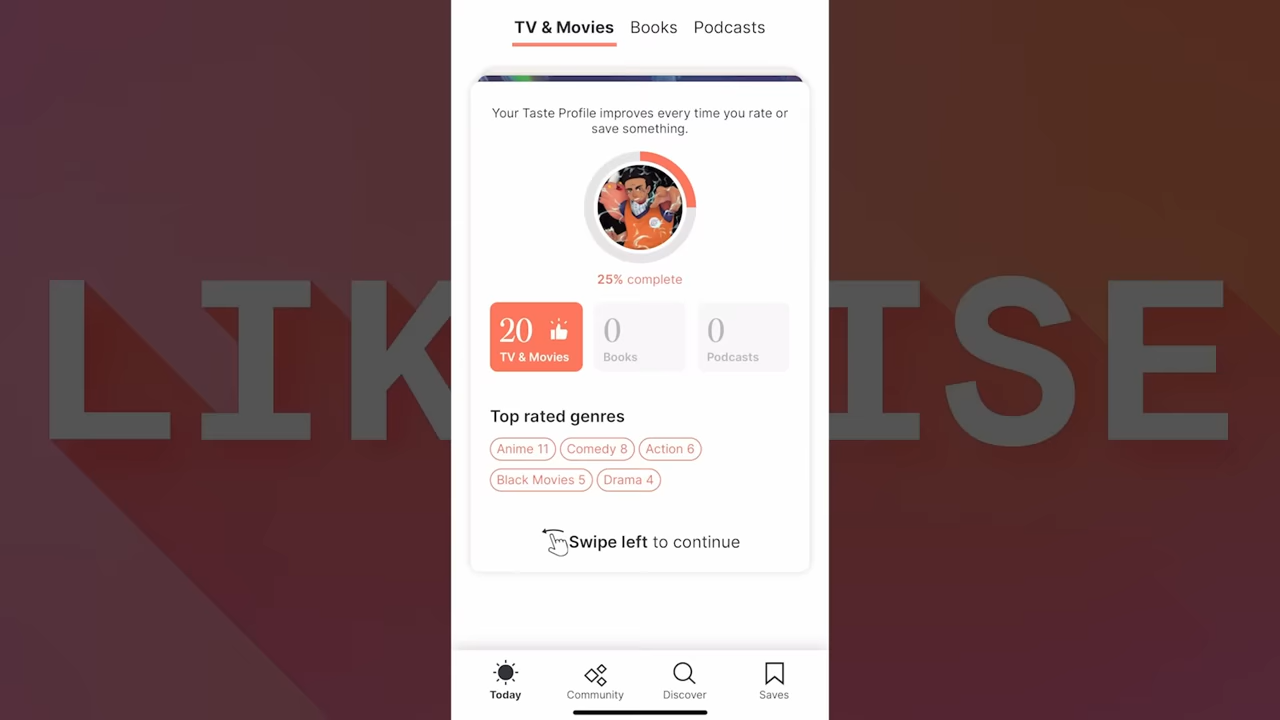 TV & Movies Books Podcasts
Your Taste Profile improves every time you rate or
save something.
25% complete
20 0 0
TV & Movies Books Podcasts
LIK ISE
Top rated genres
Anime 11 Comedy 8 Action 6
Black Movies 5 Drama 4
Swipe left to continue
Today Community Discover Saves